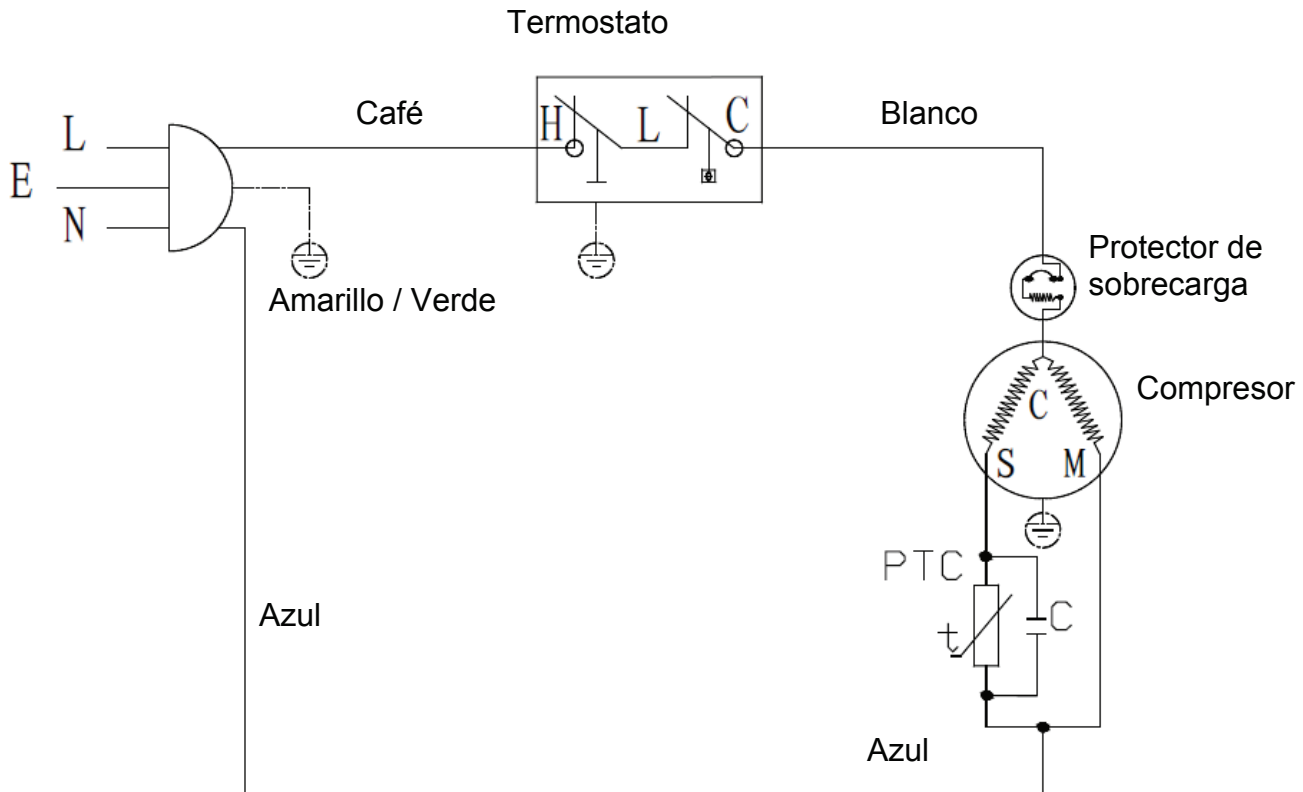 Termostato
Café
Blanco
H
L
C
L
E
N
Amarillo / Verde
Protector de
sobrecarga
Compresor
C
S
M
PTC
C
t
Azul
Azul